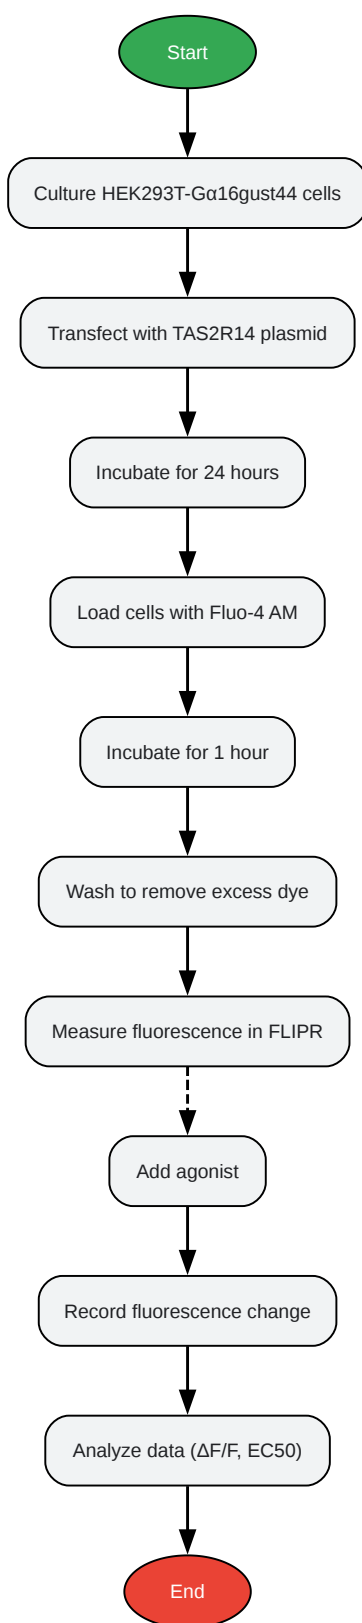 Start
Culture HEK293T-Gα16gust44 cells
Transfect with TAS2R14 plasmid
Incubate for 24 hours
Load cells with Fluo-4 AM
Incubate for 1 hour
Wash to remove excess dye
Measure fluorescence in FLIPR
Add agonist
Record fluorescence change
Analyze data (ΔF/F, EC50)
End